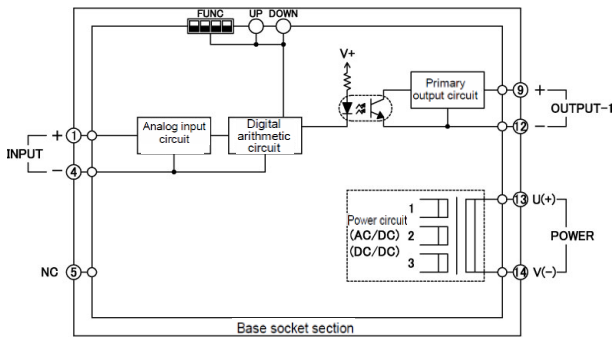 FUNC UP DOWN
V+
Primary
output circuit
9 +
OUTPUT-1
12 −
Analog input
circuit
Digital
arithmetic
circuit
+ 1
INPUT
− 4
NC 5
1
Power circuit
(AC/DC) 2
(DC/DC)
3
13 U(+)
POWER
14 V(-)
Base socket section